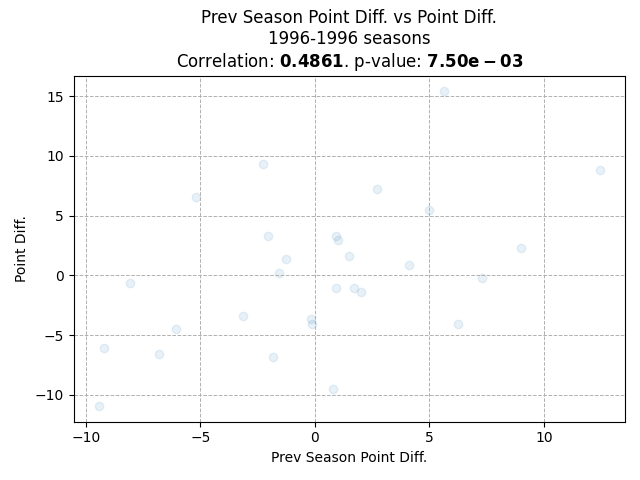 Prev Season Point Diff. vs Point Diff.
1996-1996 seasons
Correlation: 0.4861. p-value: 7.50e − 03
15
10
5
0
−5
−10
Point Diff.
−10 −5 0 5 10
Prev Season Point Diff.